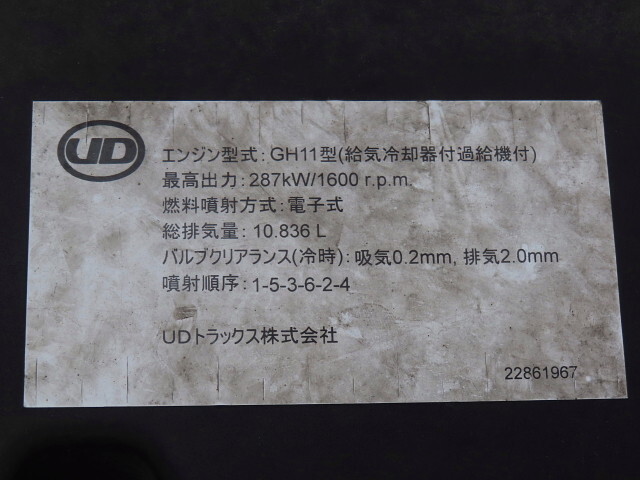 UD
エンジン型式：GH11型(給気冷却器付過給機付)
最高出力：287kW/1600 r.p.m.
燃料噴射方式：電子式
総排気量：10.836 L
バルブクリアランス(冷時)：吸気0.2mm, 排気2.0mm
噴射順序：1-5-3-6-2-4
UDトラックス株式会社
22861967